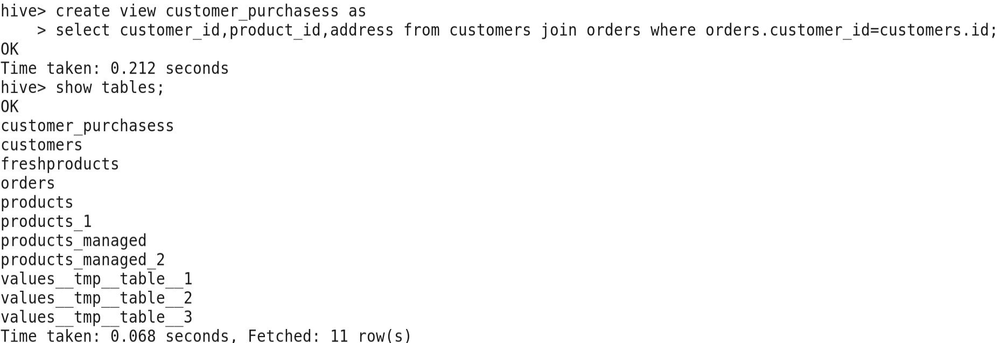 hive> create view customer_purchasess as
    > select customer_id,product_id,address from customers join orders where orders.customer_id=customers.id;
OK
Time taken: 0.212 seconds
hive> show tables;
OK
customer_purchasess
customers
freshproducts
orders
products
products_1
products_managed
products_managed_2
values__tmp__table__1
values__tmp__table__2
values__tmp__table__3
Time taken: 0.068 seconds, Fetched: 11 row(s)